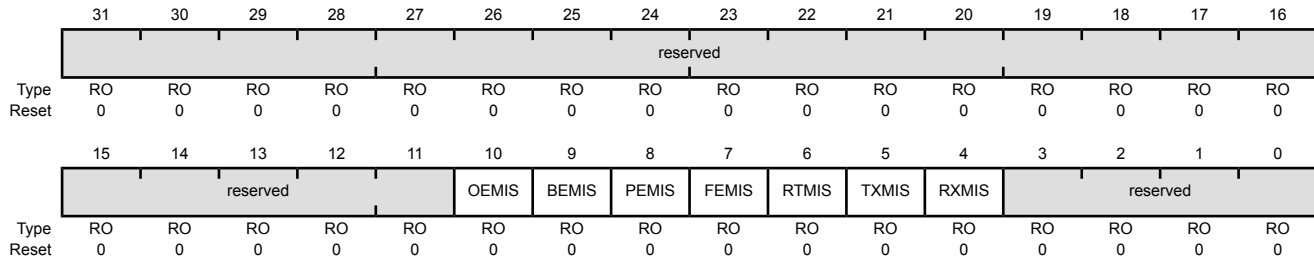 31 30 29 28 27 26 25 24 23 22 21 20 19 18 17 16
reserved
Type RO RO RO RO RO RO RO RO RO RO RO RO RO RO RO RO
Reset 0 0 0 0 0 0 0 0 0 0 0 0 0 0 0 0
15 14 13 12 11 10 9 8 7 6 5 4 3 2 1 0
reserved OEMIS BEMIS PEMIS FEMIS RTMIS TXMIS RXMIS reserved
Type RO RO RO RO RO RO RO RO RO RO RO RO RO RO RO RO
Reset 0 0 0 0 0 0 0 0 0 0 0 0 0 0 0 0